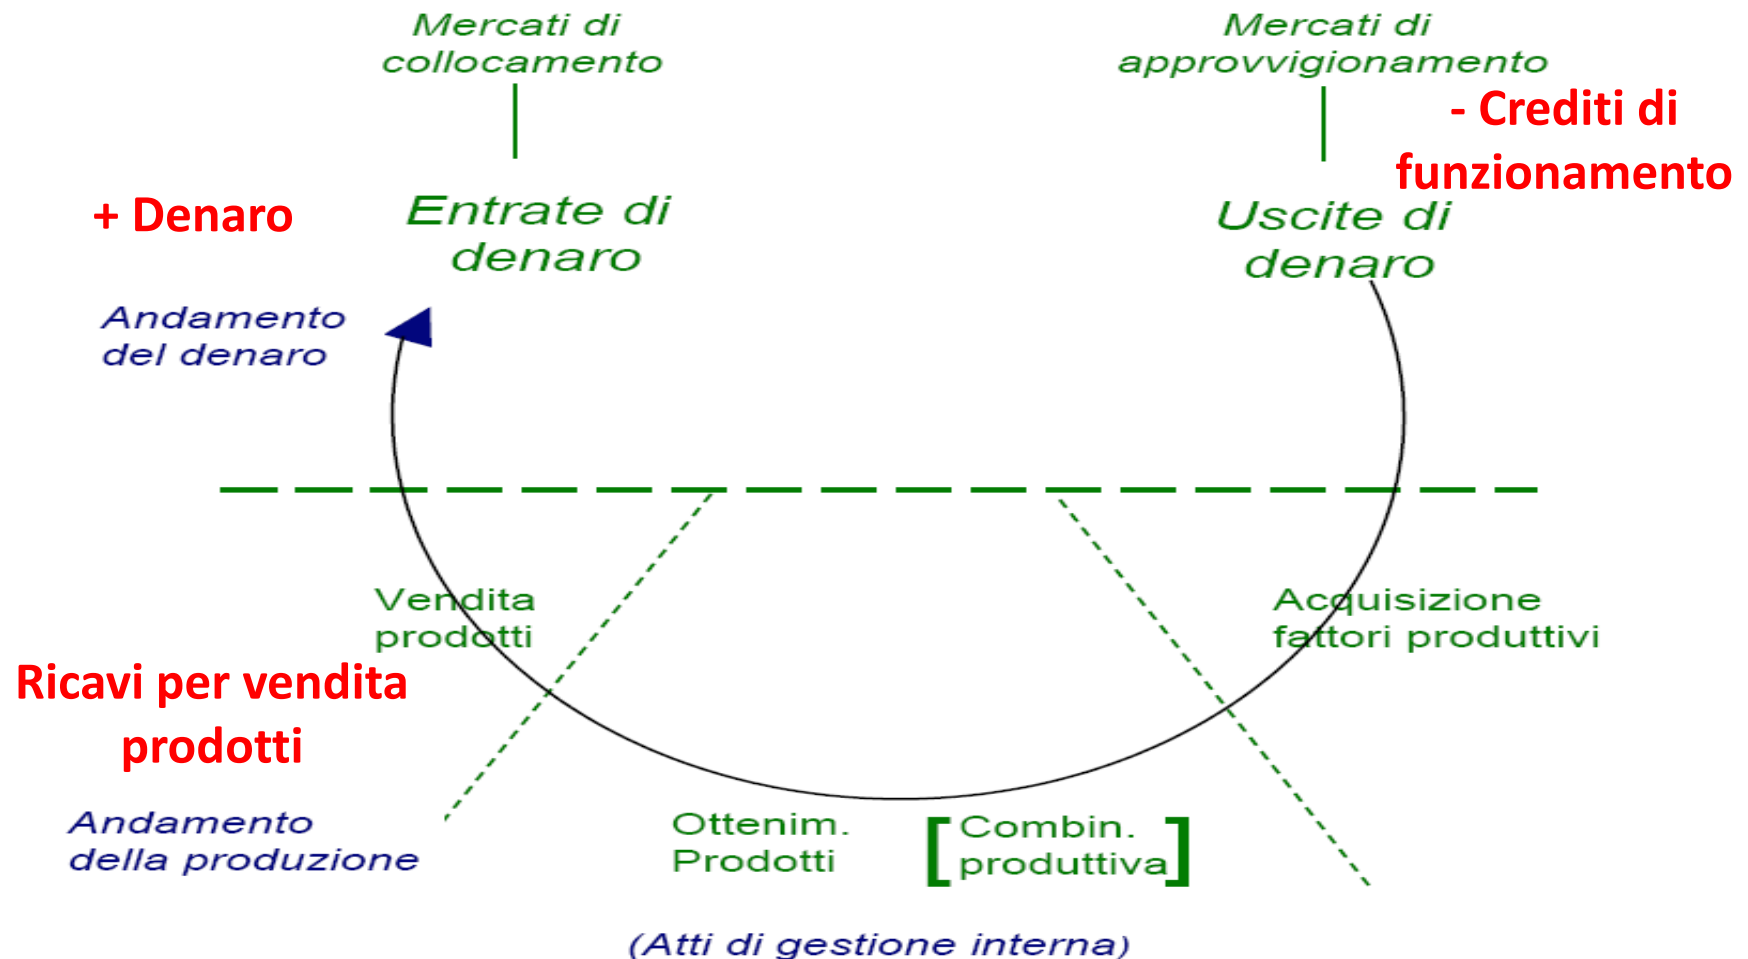 Mercati di
collocamento
Mercati di
approvvigionamento
- Crediti di
funzionamento
+ Denaro
Entrate di
denaro
Uscite di
denaro
Andamento
del denaro
Vendita
prodotti
Acquisizione
fattori produttivi
Ricavi per vendita
prodotti
Andamento
della produzione
Ottenim.
Prodotti
[Combin.
produttiva]
(Atti di gestione interna)